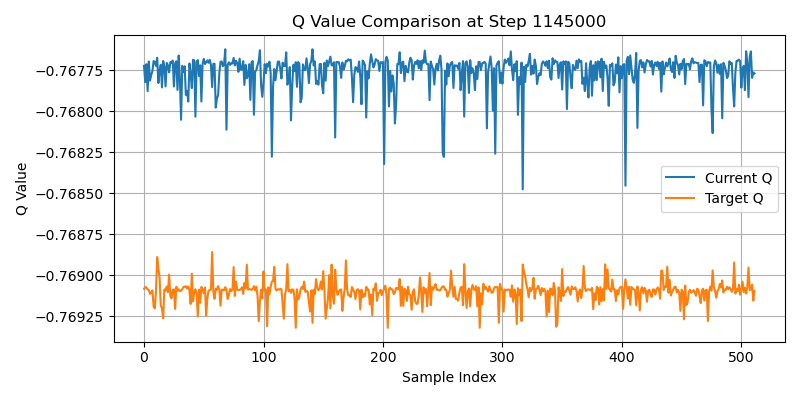 Q Value Comparison at Step 1145000
−0.76775
−0.76800
−0.76825
−0.76850
−0.76875
−0.76900
−0.76925
Q Value
Current Q
Target Q
0 100 200 300 400 500
Sample Index